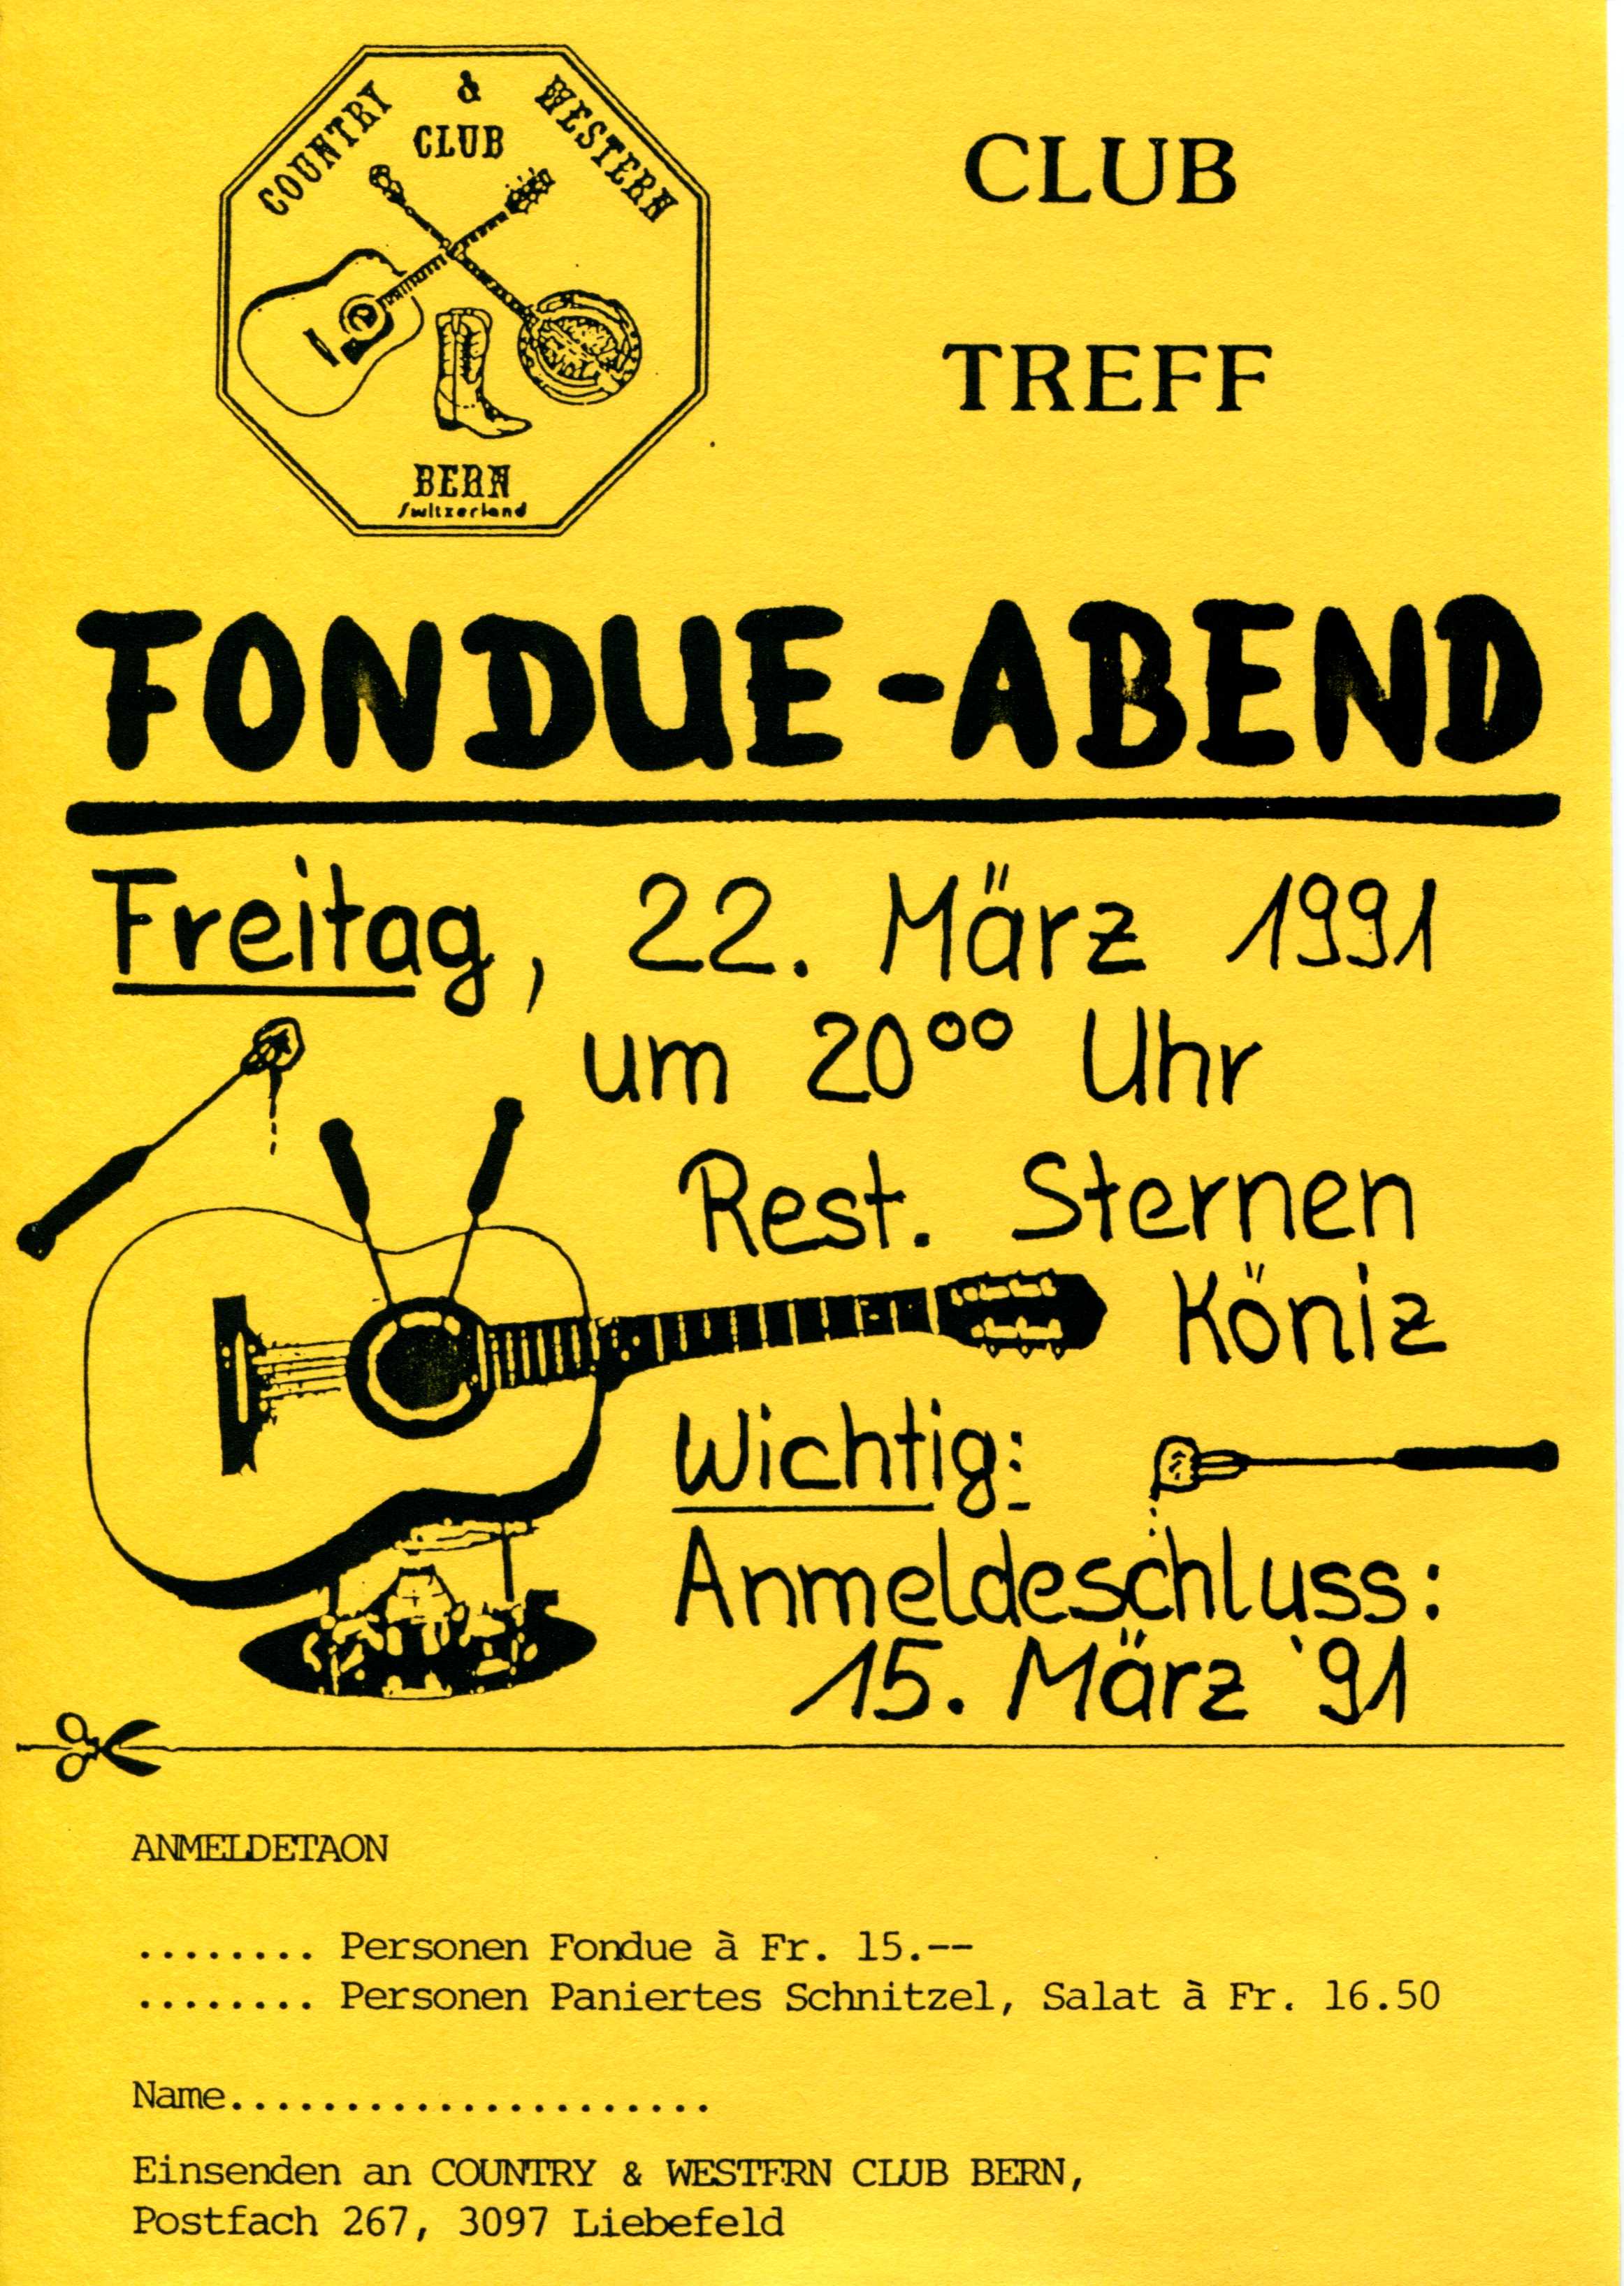 COUNTRY & WESTERN
CLUB
BERN
Switzerland
CLUB
TREFF
FONDUE-ABEND
Freitag, 22. März 1991
um 20⁰⁰ Uhr
Rest. Sternen
Köniz
Wichtig:
Anmeldeschluss:
15. März '91
ANMELDETAON
........ Personen Fondue à Fr. 15.--
........ Personen Paniertes Schnitzel, Salat à Fr. 16.50
Name.....................
Einsenden an COUNTRY & WESTERN CLUB BERN,
Postfach 267, 3097 Liebefeld